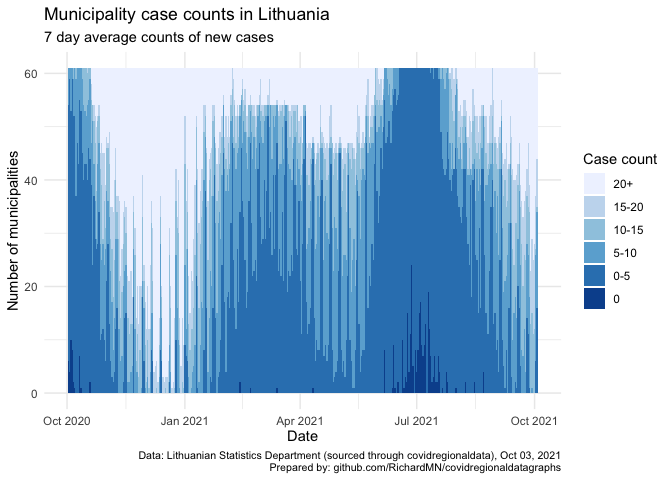 Municipality case counts in Lithuania
7 day average counts of new cases
Number of municipalities
60
40
20
0
Oct 2020
Jan 2021
Apr 2021
Jul 2021
Oct 2021
Date
Case count
20+
15-20
10-15
5-10
0-5
0
Data: Lithuanian Statistics Department (sourced through covidregionaldata), Oct 03, 2021
Prepared by: github.com/RichardMN/covidregionaldatagraphs